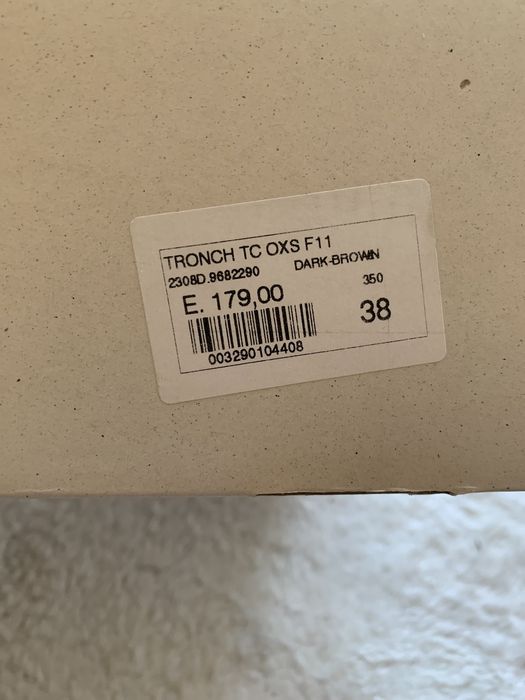 TRONCH TC OXS F11
2308D.9682290 DARK-BROWN
E. 179,00 350
38
003290104408